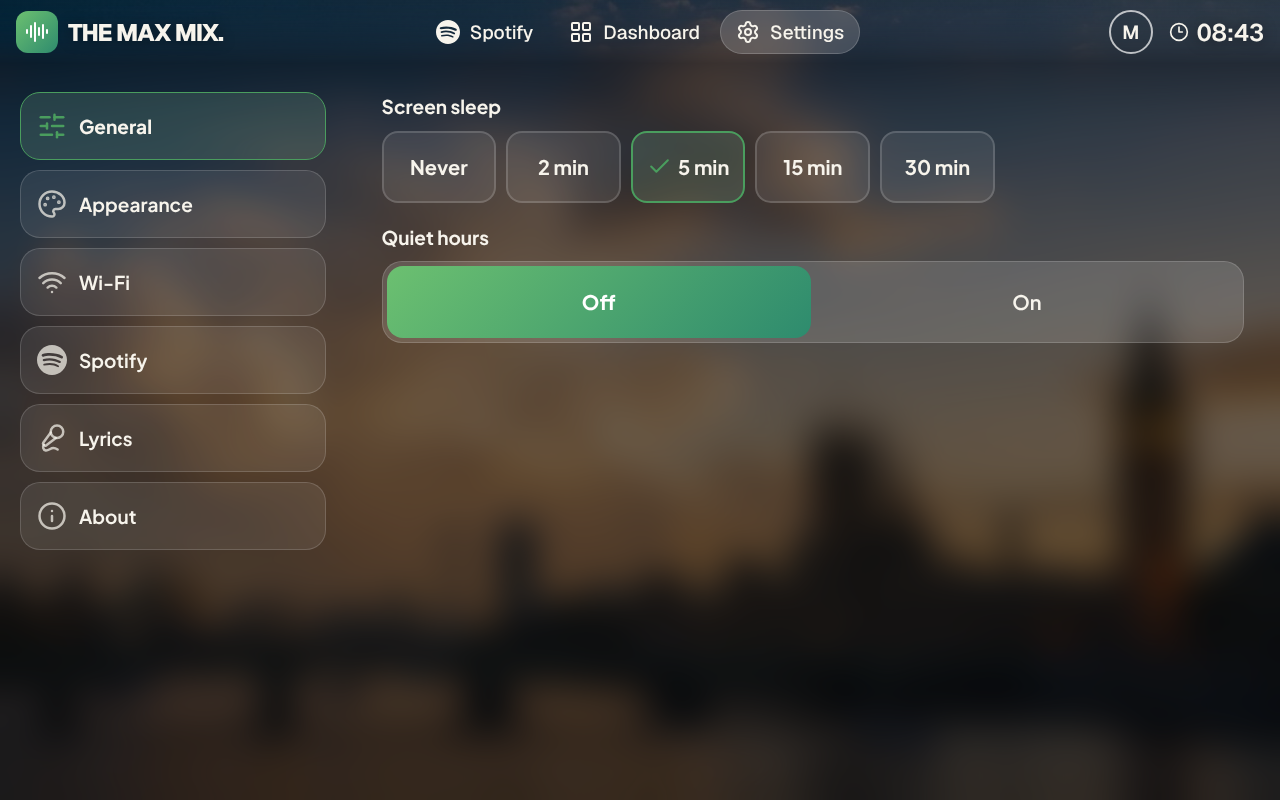 THE MAX MIX.
Spotify
Dashboard
Settings
M
08:43
General
Appearance
Wi-Fi
Spotify
Lyrics
About
Screen sleep
Never
2 min
5 min
15 min
30 min
Quiet hours
Off
On